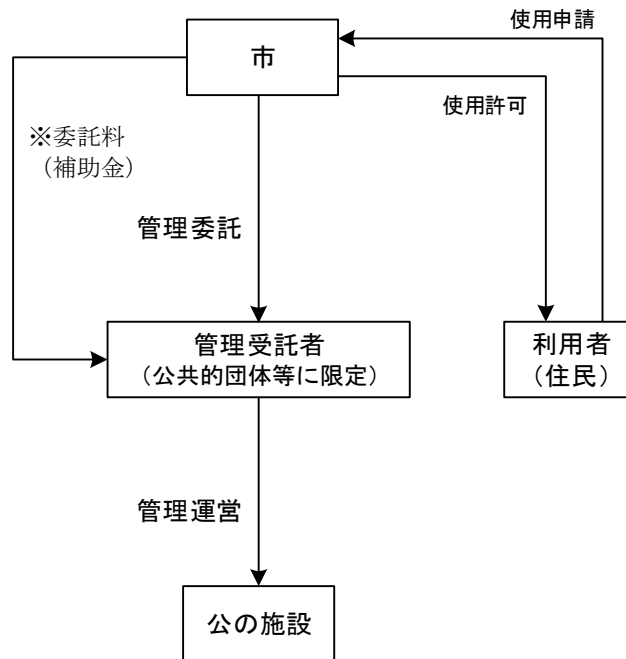 使用申請
市
使用許可
※委託料
（補助金）
管理委託
管理受託者
（公共的団体等に限定）
利用者
（住民）
管理運営
公の施設